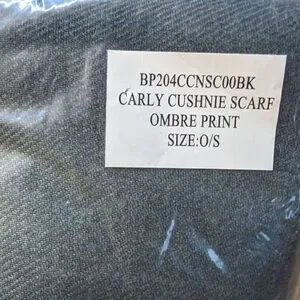 BP204CCNSC00BK
CARLY CUSHNIE SCARF
OMBRE PRINT
SIZE:O/S